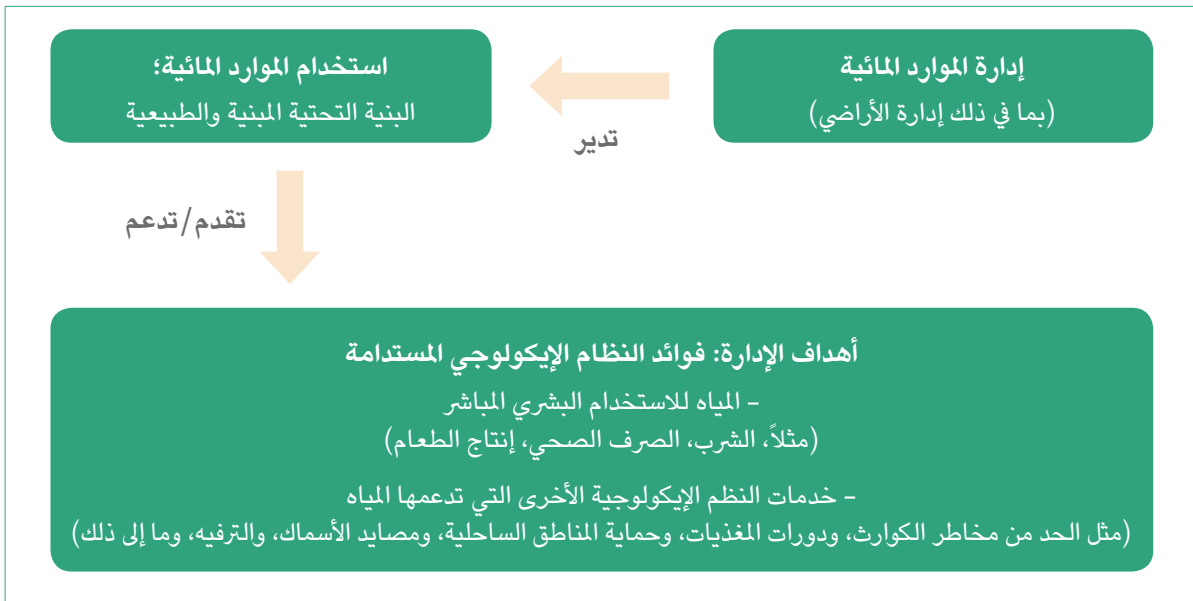 إدارة الموارد المائية
(بما في ذلك إدارة الأراضي)
تدير
استخدام الموارد المائية؛
البنية التحتية المبنية والطبيعية
تقدم/تدعم
أهداف الإدارة: فوائد النظام الإيكولوجي المستدامة
– المياه للاستخدام البشري المباشر
(مثلاً، الشرب، الصرف الصحي، إنتاج الطعام)
– خدمات النظم الإيكولوجية الأخرى التي تدعمها المياه
(مثل الحد من مخاطر الكوارث، ودورات المغذيات، وحماية المناطق الساحلية، ومصايد الأسماك، والترفيه، وما إلى ذلك)